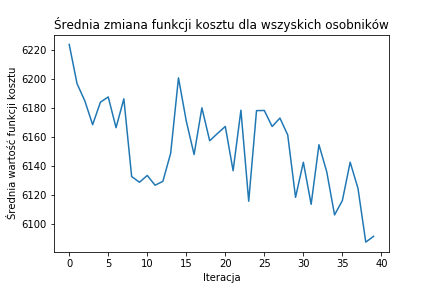 Średnia zmiana funkcji kosztu dla wszyskich osobników
Średnia wartość funkcji kosztu
6220
6200
6180
6160
6140
6120
6100
0 5 10 15 20 25 30 35 40
Iteracja